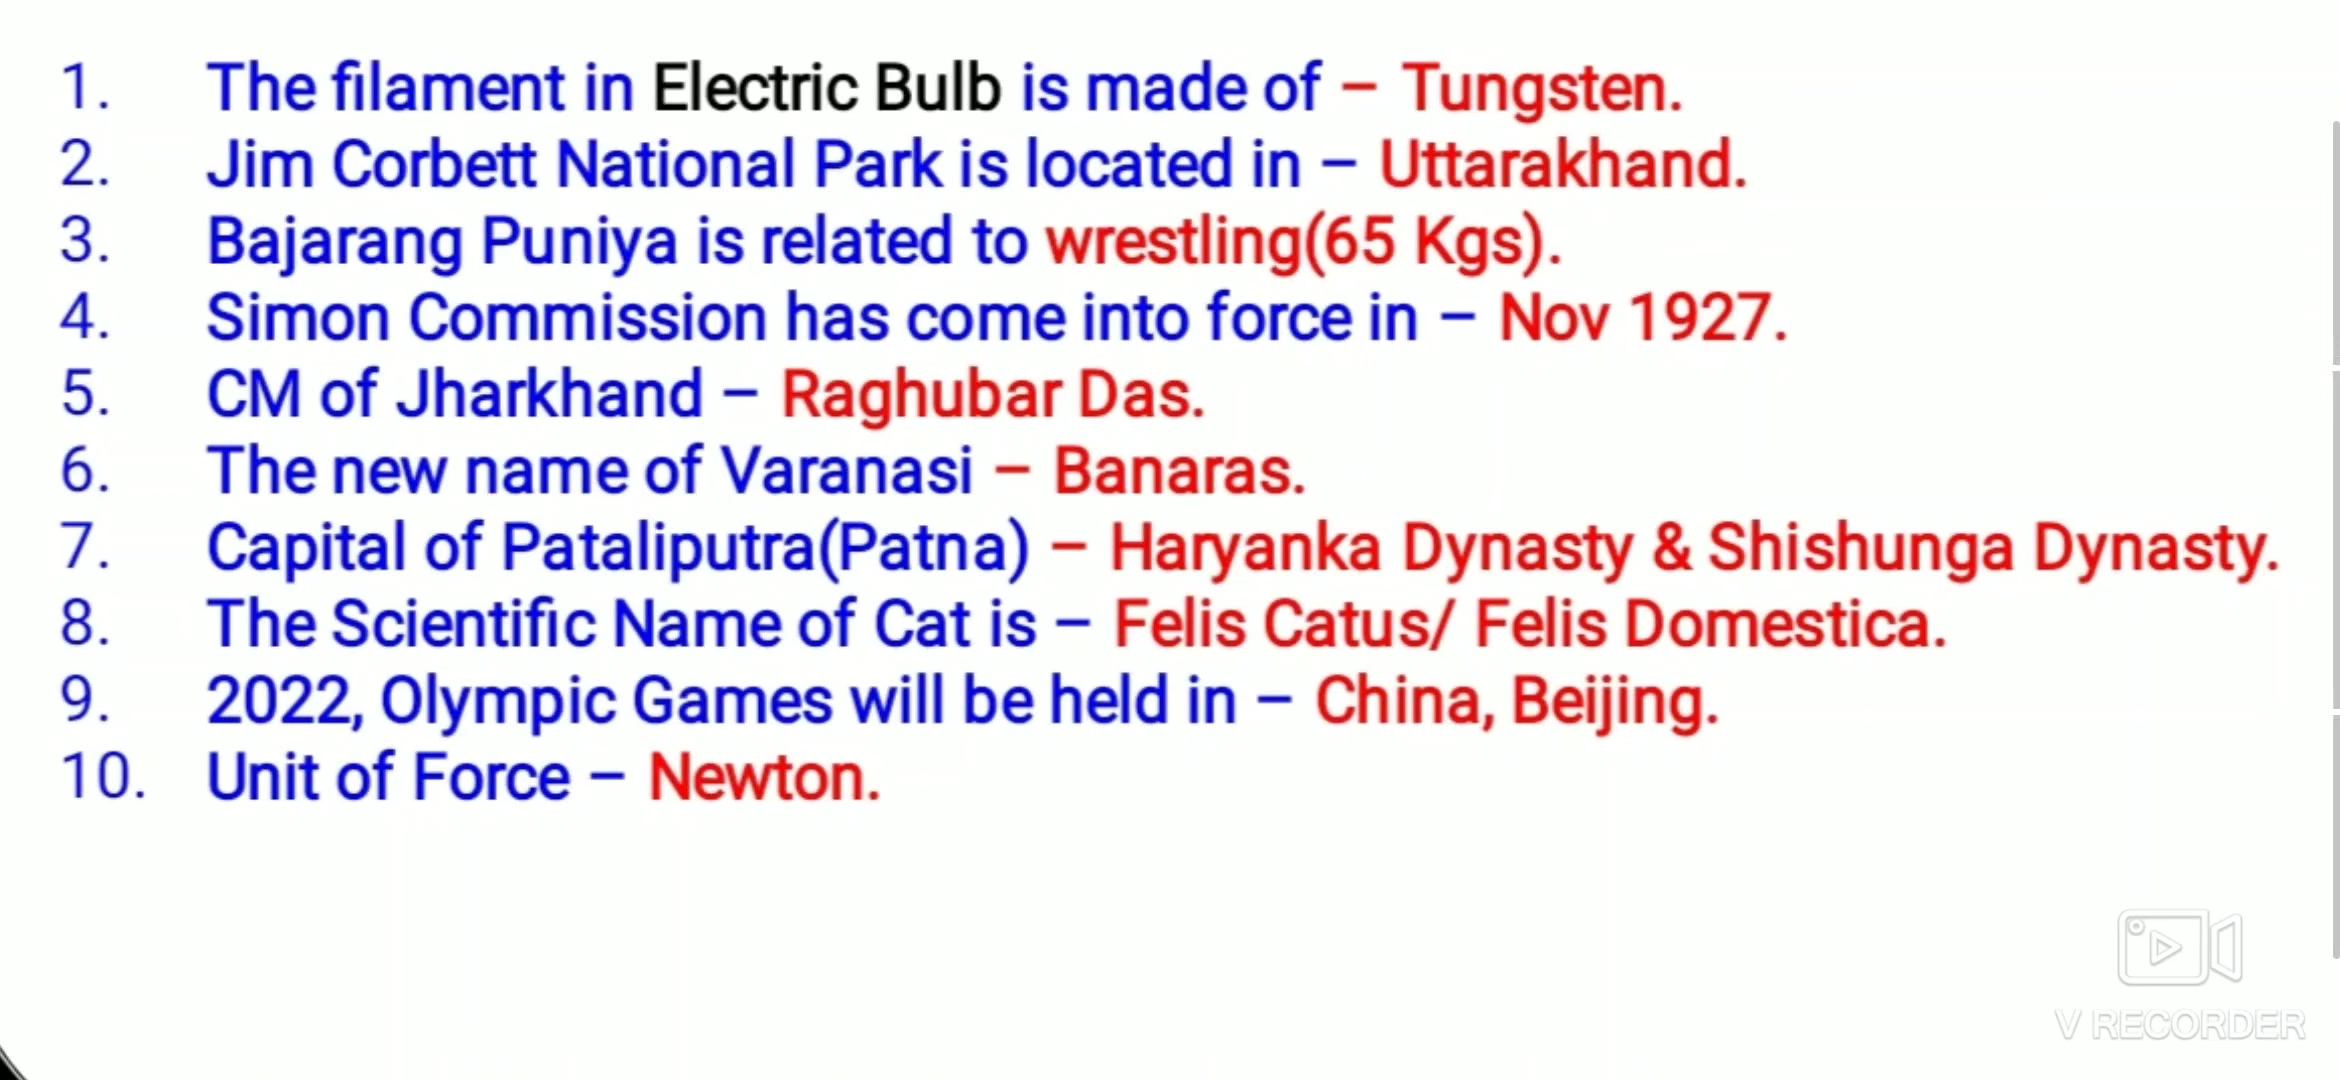 1. The filament in Electric Bulb is made of – Tungsten.
2. Jim Corbett National Park is located in – Uttarakhand.
3. Bajarang Puniya is related to wrestling(65 Kgs).
4. Simon Commission has come into force in – Nov 1927.
5. CM of Jharkhand – Raghubar Das.
6. The new name of Varanasi – Banaras.
7. Capital of Pataliputra(Patna) – Haryanka Dynasty & Shishunga Dynasty.
8. The Scientific Name of Cat is – Felis Catus/ Felis Domestica.
9. 2022, Olympic Games will be held in – China, Beijing.
10. Unit of Force – Newton.
V RECORDER